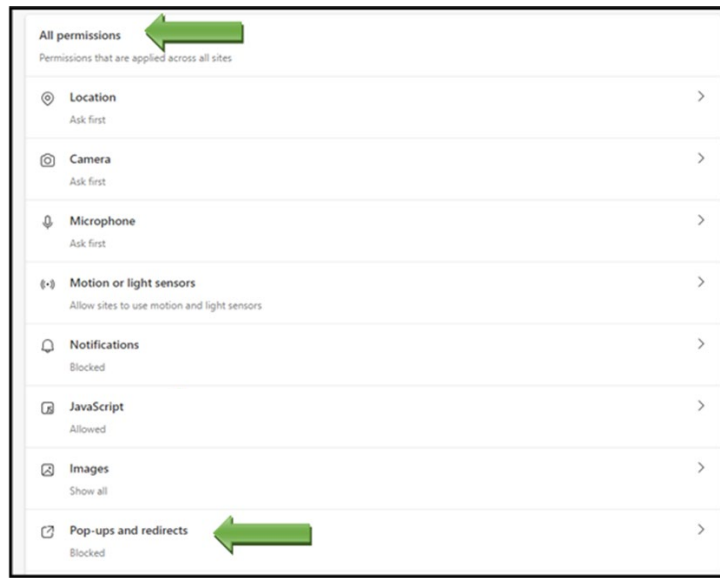 All permissions
Permissions that are applied across all sites
Location
Ask first
Camera
Ask first
Microphone
Ask first
Motion or light sensors
Allow sites to use motion and light sensors
Notifications
Blocked
JavaScript
Allowed
Images
Show all
Pop-ups and redirects
Blocked